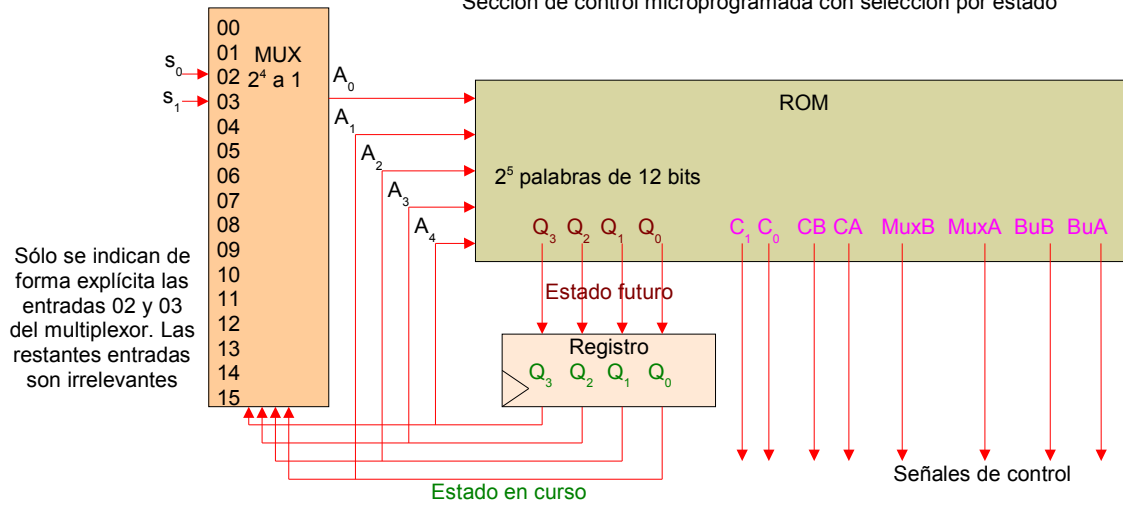 Sección de control microprogramada con selección por estado
00
01
02
03
04
05
06
07
08
09
10
11
12
13
14
15
MUX
2⁴ a 1
s₀
s₁
A₀
A₁
A₂
A₃
A₄
ROM
2⁵ palabras de 12 bits
Q₃ Q₂ Q₁ Q₀
C₁ C₀ CB CA MuxB MuxA BuB BuA
Sólo se indican de
forma explícita las
entradas 02 y 03
del multiplexor. Las
restantes entradas
son irrelevantes
Estado futuro
Registro
Q₃ Q₂ Q₁ Q₀
Señales de control
Estado en curso